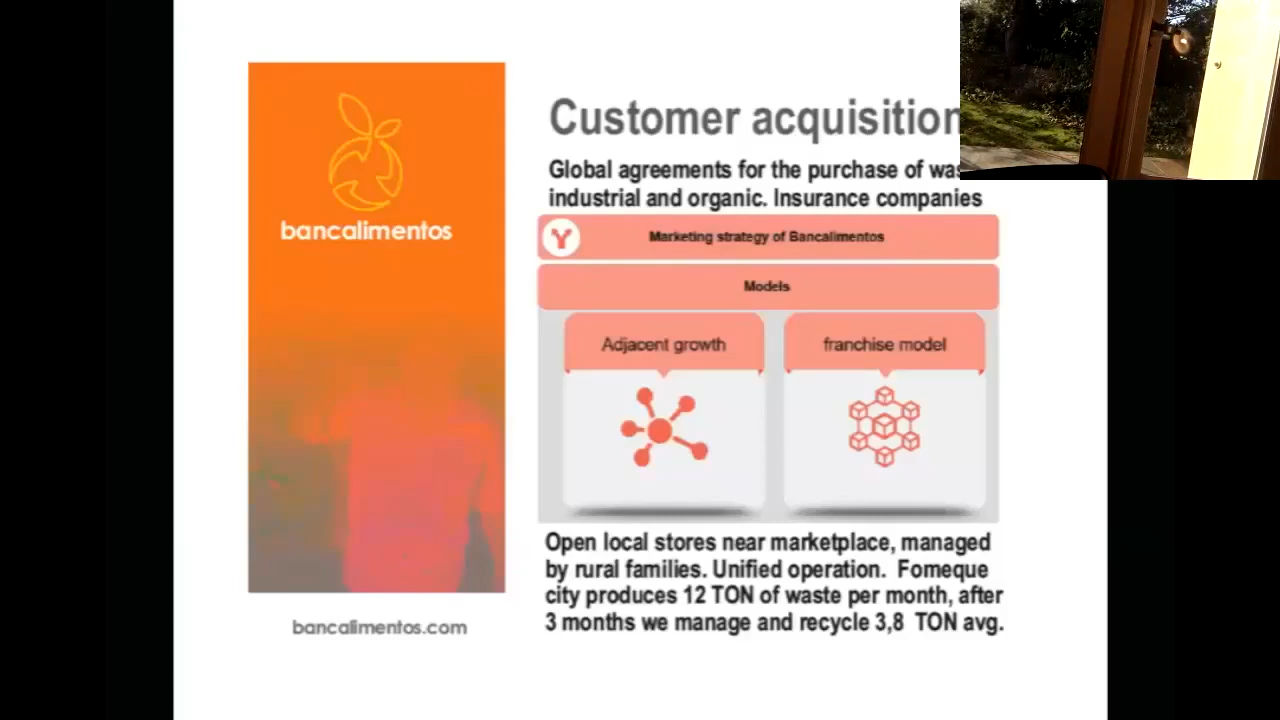 bancalimentos
bancalimentos.com
Customer acquisition
Global agreements for the purchase of
industrial and organic. Insurance companies
Marketing strategy of Bancalimentos
Models
Adjacent growth
franchise model
Open local stores near marketplace, managed
by rural families. Unified operation. Fomeque
city produces 12 TON of waste per month, after
3 months we manage and recycle 3,8 TON avg.